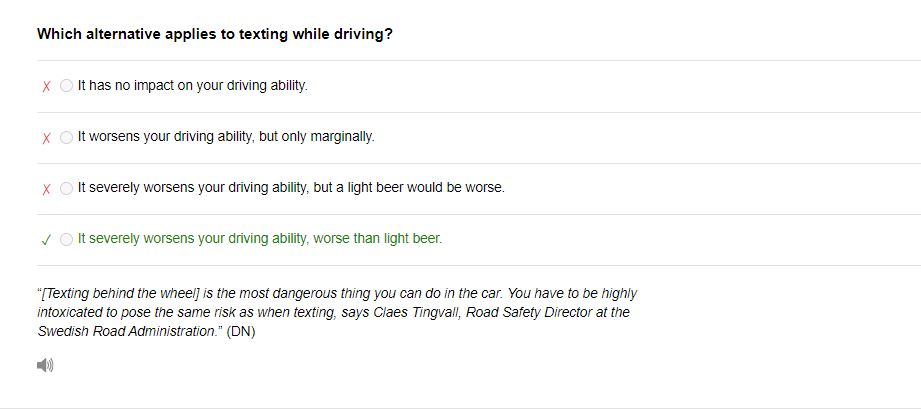 Which alternative applies to texting while driving?
It has no impact on your driving ability.
It worsens your driving ability, but only marginally.
It severely worsens your driving ability, but a light beer would be worse.
It severely worsens your driving ability, worse than light beer.
“[Texting behind the wheel] is the most dangerous thing you can do in the car. You have to be highly
intoxicated to pose the same risk as when texting, says Claes Tingvall, Road Safety Director at the
Swedish Road Administration.” (DN)